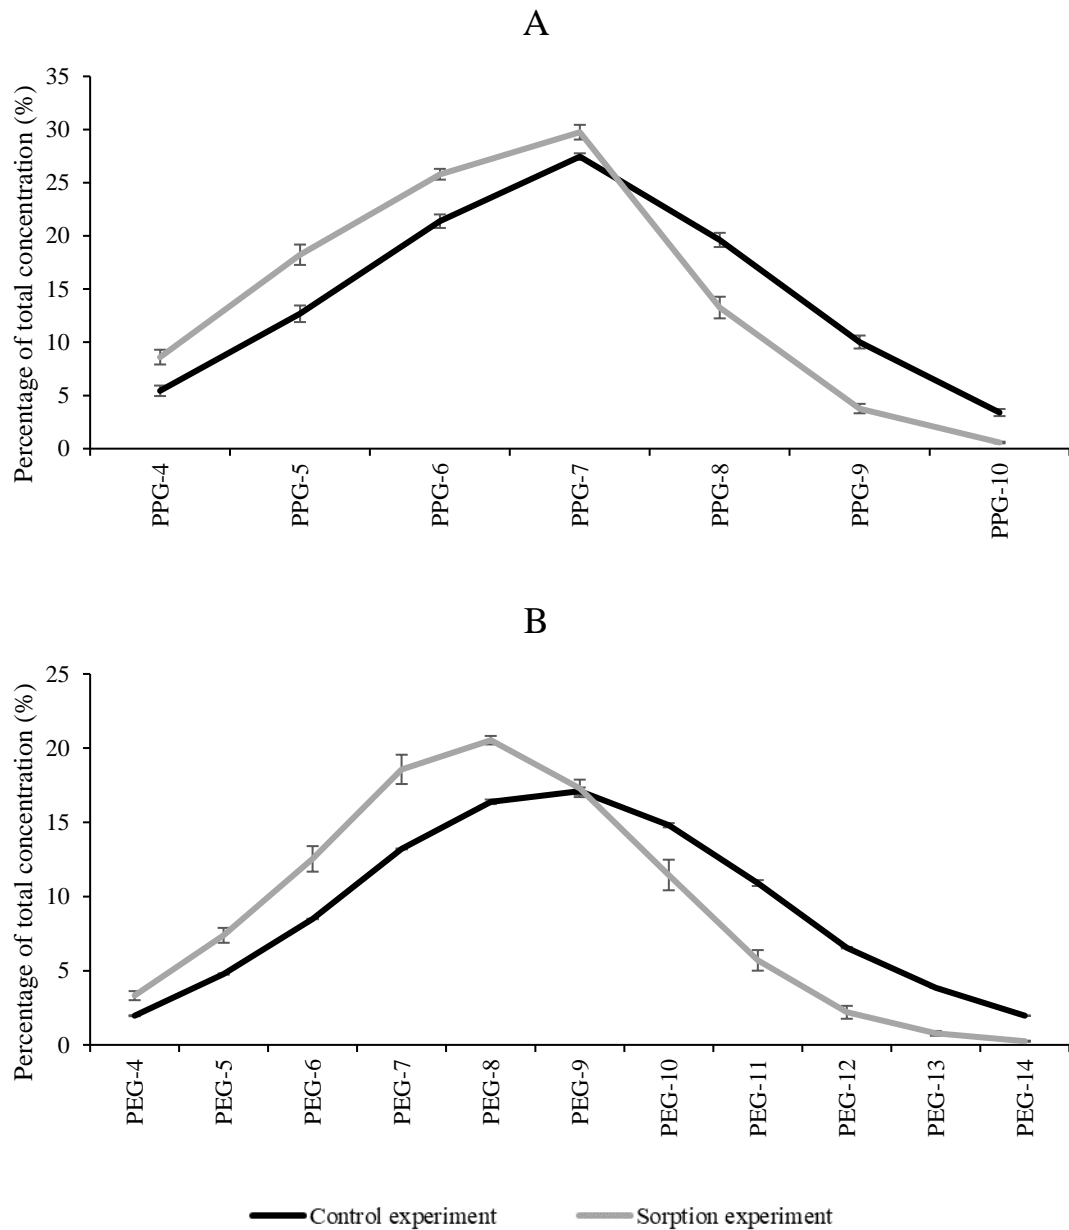 A
Percentage of total concentration (%)
35
30
25
20
15
10
5
0
PPG-4
PPG-5
PPG-6
PPG-7
PPG-8
PPG-9
PPG-10
B
Percentage of total concentration (%)
25
20
15
10
5
0
PEG-4
PEG-5
PEG-6
PEG-7
PEG-8
PEG-9
PEG-10
PEG-11
PEG-12
PEG-13
PEG-14
Control experiment
Sorption experiment